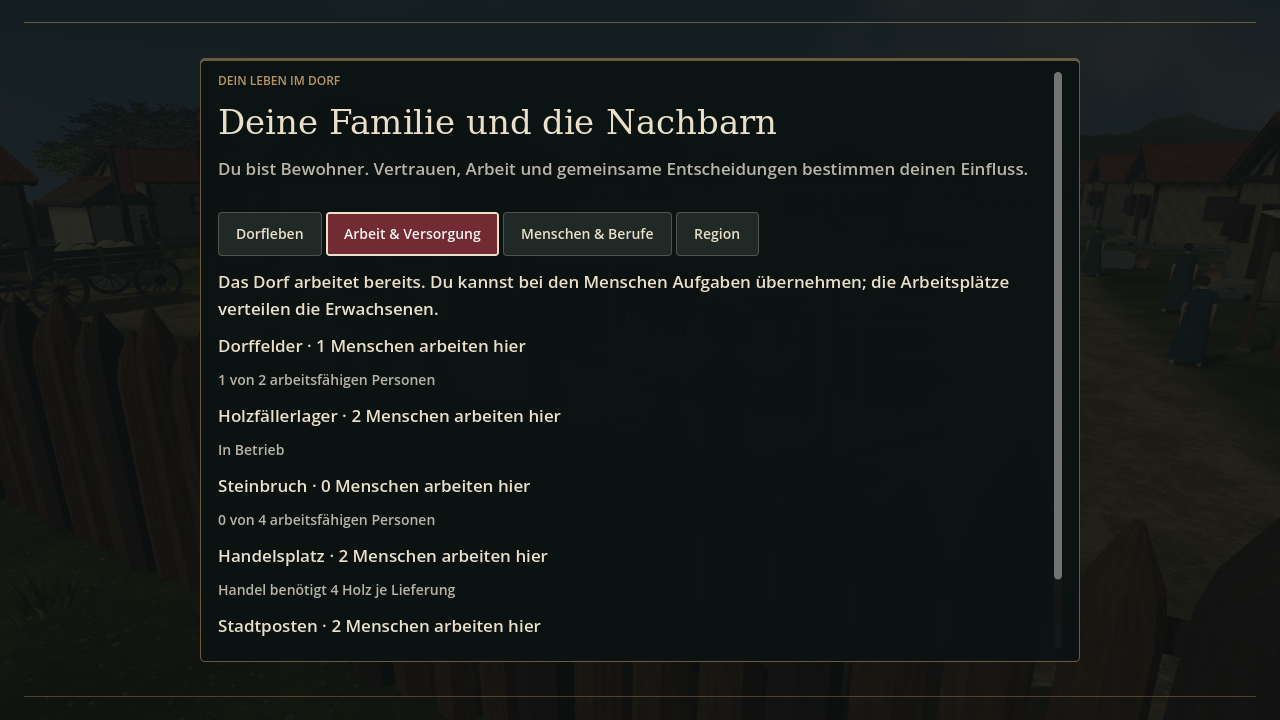 DEIN LEBEN IM DORF
Deine Familie und die Nachbarn
Du bist Bewohner. Vertrauen, Arbeit und gemeinsame Entscheidungen bestimmen deinen Einfluss.
Dorfleben
Arbeit & Versorgung
Menschen & Berufe
Region
Das Dorf arbeitet bereits. Du kannst bei den Menschen Aufgaben übernehmen; die Arbeitsplätze
verteilen die Erwachsenen.
Dorffelder · 1 Menschen arbeiten hier
1 von 2 arbeitsfähigen Personen
Holzfällerlager · 2 Menschen arbeiten hier
In Betrieb
Steinbruch · 0 Menschen arbeiten hier
0 von 4 arbeitsfähigen Personen
Handelsplatz · 2 Menschen arbeiten hier
Handel benötigt 4 Holz je Lieferung
Stadtposten · 2 Menschen arbeiten hier